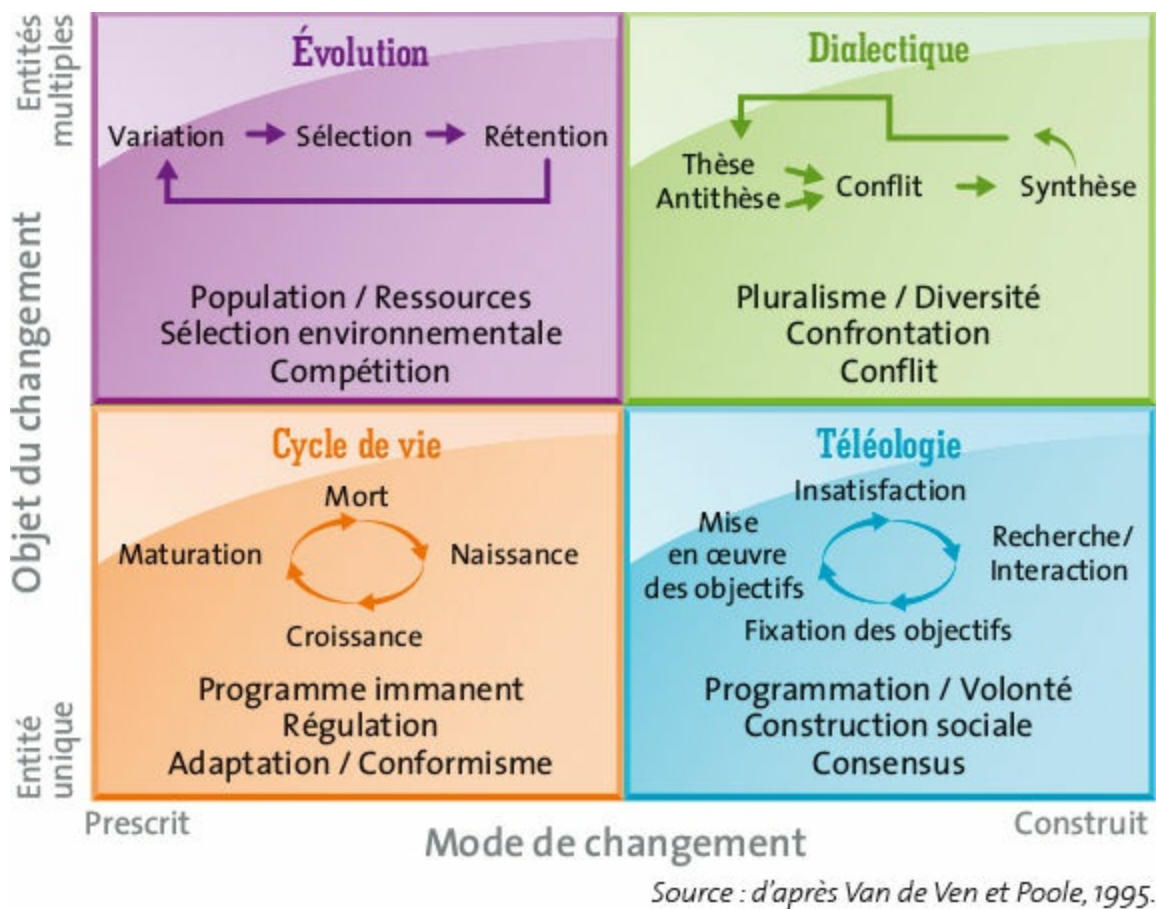 Entités
multiples
Objet du changement
Entité
unique
Évolution
Variation
Sélection
Rétention
Population / Ressources
Sélection environnementale
Compétition
Dialectique
Thèse
Antithèse
Conflit
Synthèse
Pluralisme / Diversité
Confrontation
Conflit
Cycle de vie
Mort
Maturation
Naissance
Croissance
Programme immanent
Régulation
Adaptation / Conformisme
Téléologie
Insatisfaction
Mise
en œuvre
des objectifs
Recherche/
Interaction
Fixation des objectifs
Programmation / Volonté
Construction sociale
Consensus
Prescrit
Mode de changement
Construit
Source : d'après Van de Ven et Poole, 1995.